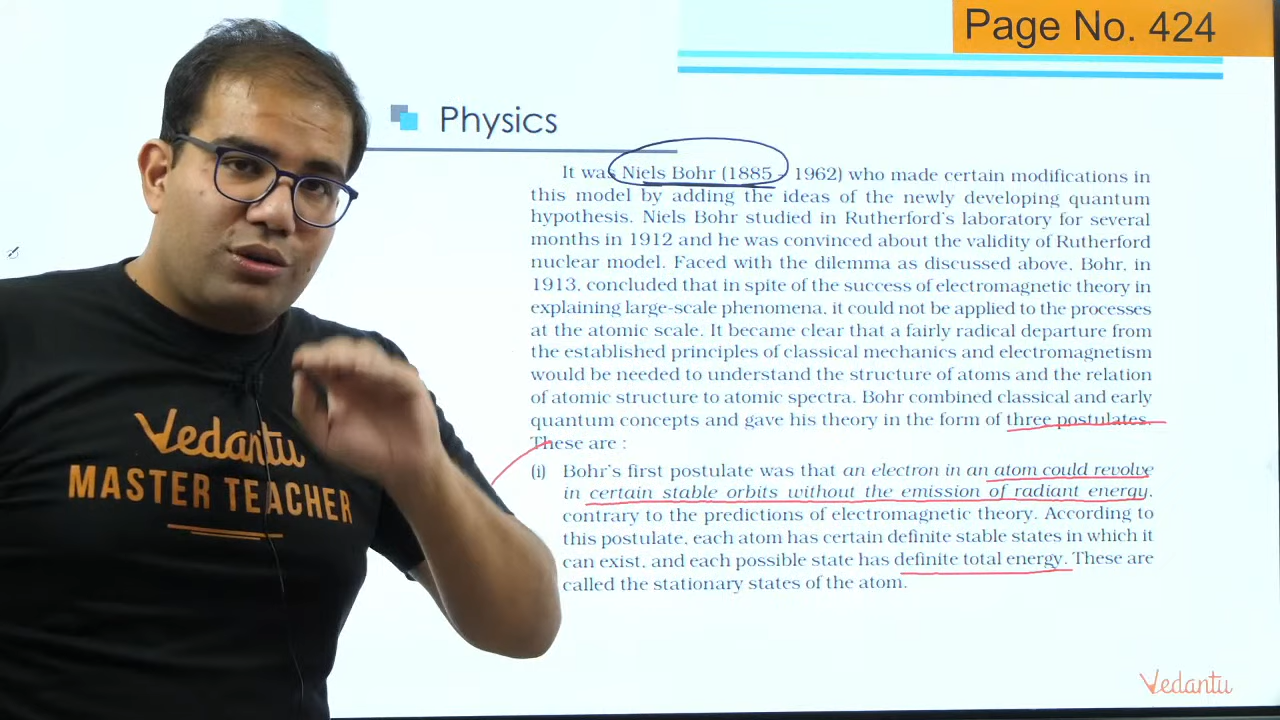 Page No. 424
Physics
It was Niels Bohr (1885 - 1962) who made certain modifications in
this model by adding the ideas of the newly developing quantum
hypothesis. Niels Bohr studied in Rutherford's laboratory for several
months in 1912 and he was convinced about the validity of Rutherford
nuclear model. Faced with the dilemma as discussed above, Bohr, in
1913, concluded that in spite of the success of electromagnetic theory in
explaining large-scale phenomena, it could not be applied to the processes
at the atomic scale. It became clear that a fairly radical departure from
the established principles of classical mechanics and electromagnetism
would be needed to understand the structure of atoms and the relation
of atomic structure to atomic spectra. Bohr combined classical and early
quantum concepts and gave his theory in the form of three postulates.
These are :
(i) Bohr's first postulate was that an electron in an atom could revolve
in certain stable orbits without the emission of radiant energy,
contrary to the predictions of electromagnetic theory. According to
this postulate, each atom has certain definite stable states in which it
can exist, and each possible state has definite total energy. These are
called the stationary states of the atom.
Vedantu
MASTER TEACHER
Vedantu